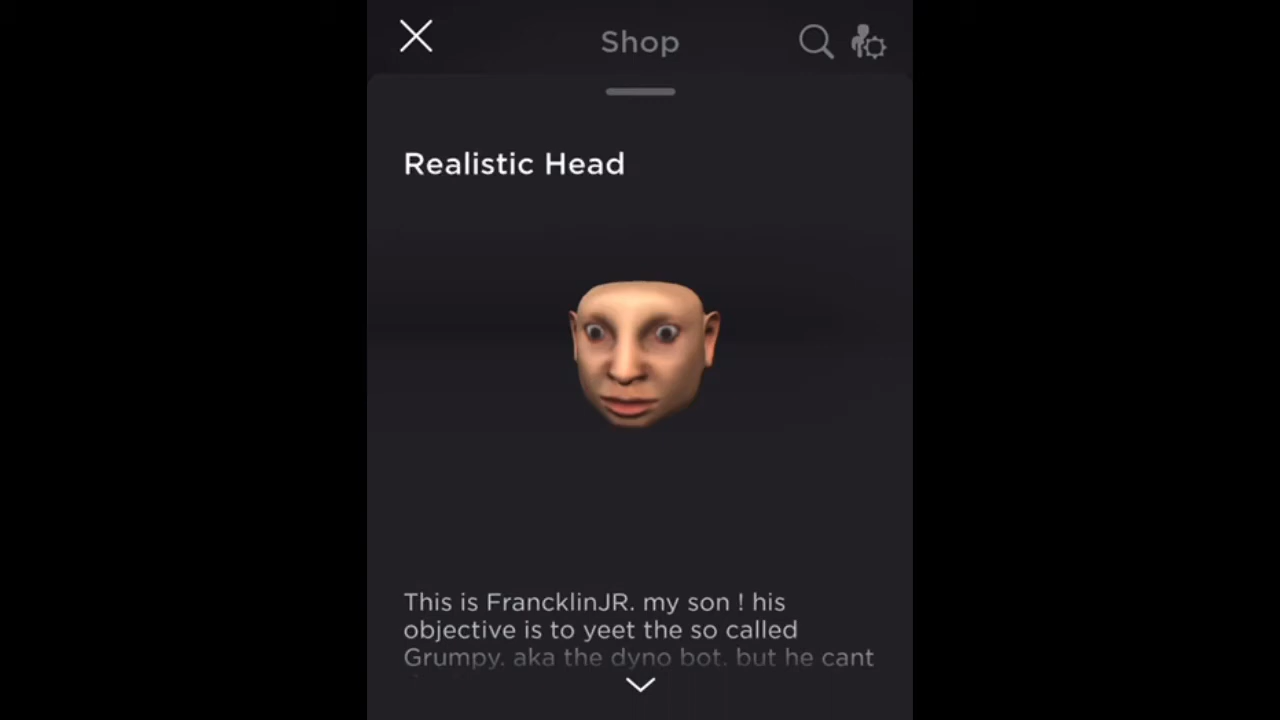 Shop
Realistic Head
This is FrancklinJR. my son ! his
objective is to yeet the so called
Grumpy. aka the dyno bot. but he cant